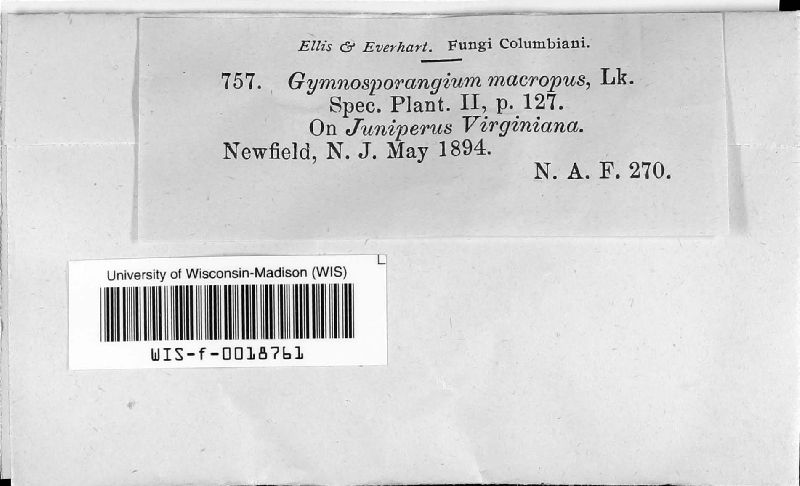 Ellis & Everhart. Fungi Columbiani.
757. Gymnosporangium macropus, Lk.
Spec. Plant. II, p. 127.
On Juniperus Virginiana.
Newfield, N. J. May 1894.
N. A. F. 270.
L
University of Wisconsin-Madison (WIS)
WIS-f-0018761